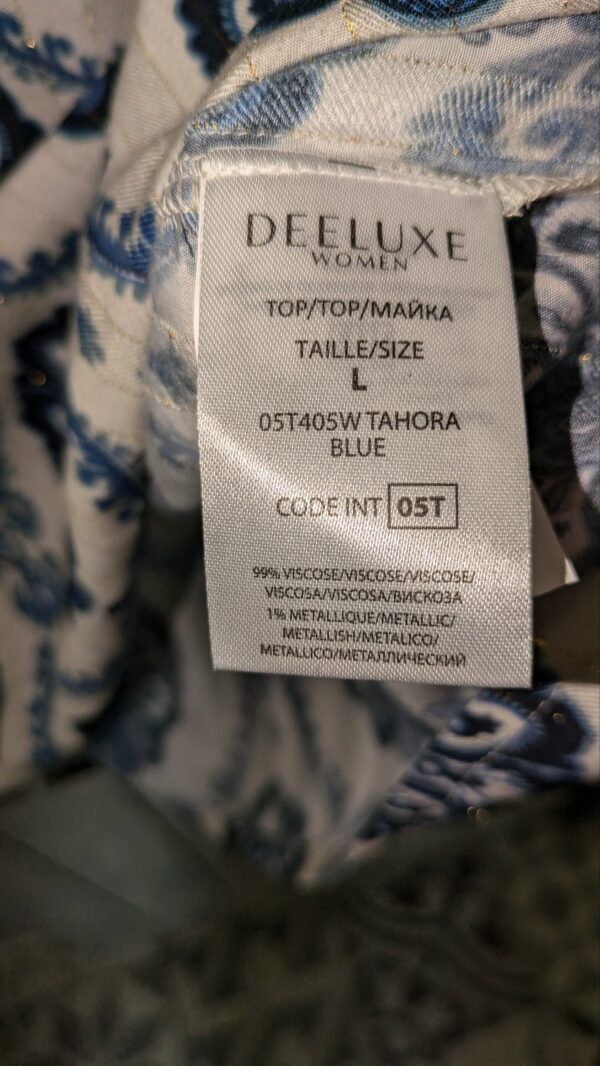 DEELUXE
WOMEN
TOP/TOP/МАЙКА
TAILLE/SIZE
L
05T405W TAHORA
BLUE
CODE INT 05T
99% VISCOSE/VISCOSE/VISCOSE/
VISCOSA/VISCOSA/ВИСКОЗА
1% METALLIQUE/METALLIC/
METALLISH/METALICO/
METALLICO/МЕТАЛЛИЧЕСКИЙ